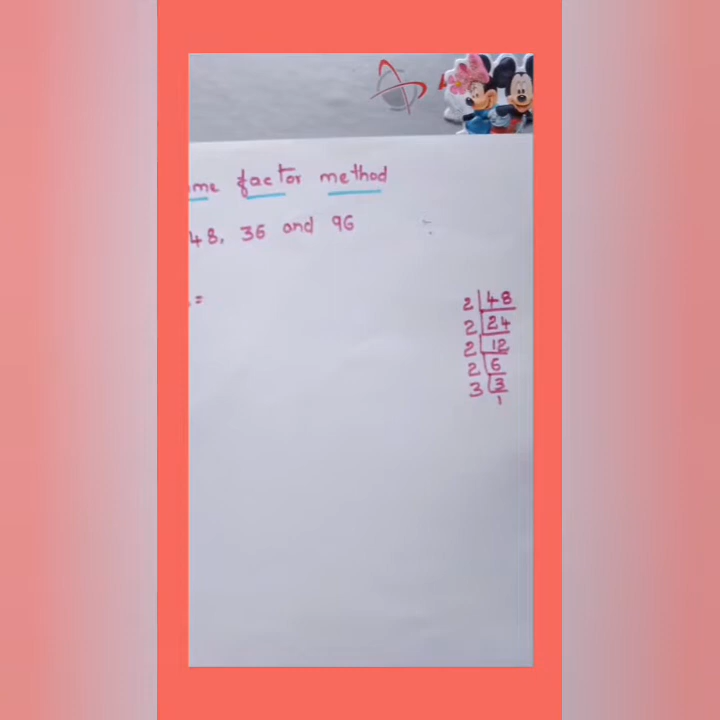 me factor method
48, 36 and 96
=
2 | 48
2 | 24
2 | 12
2 | 6
3 | 3
1